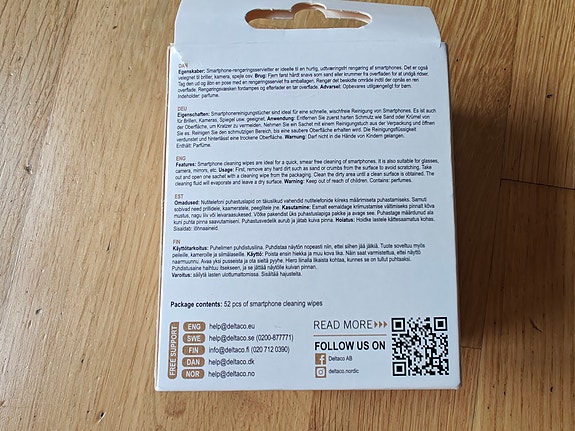 DAN
Egenskaber: Smartphone-rengøringsservietter er ideelle til en hurtig, udtværingsfri rengøring af smartphones. Det er også
velegnet til briller, kamera, spejle osv. Brug: Fjern først hårdt snavs som sand eller krummer fra overfladen for at undgå ridser.
Tag den ud og åbn en pose med en rengøringsserviet fra emballagen. Rengør det beskidte område indtil der opnås en ren
overflade. Rengøringsvæsken fordampes og efterlader en tør overflade. Advarsel: Opbevares utilgængeligt for børn.
Indeholder: parfume.
DEU
Eigenschaften: Smartphonereinigungstücher sind ideal für eine schnelle, wischfreie Reinigung von Smartphones. Es ist auch
für Brillen, Kameras, Spiegel usw. geeignet. Anwendung: Entfernen Sie zuerst harten Schmutz wie Sand oder Krümel von
der Oberfläche, um Kratzer zu vermeiden. Nehmen Sie ein Sachet mit einem Reinigungstuch aus der Verpackung und öffnen
Sie es. Reinigen Sie den schmutzigen Bereich, bis eine saubere Oberfläche erhalten wird. Die Reinigungsflüssigkeit
verdunstet und hinterlässt eine trockene Oberfläche. Warnung: Darf nicht in die Hände von Kindern gelangen.
Enthält: Parfüm.
ENG
Features: Smartphone cleaning wipes are ideal for a quick, smear free cleaning of smartphones. It is also suitable for glasses,
camera, mirrors, etc. Usage: First, remove any hard dirt such as sand or crumbs from the surface to avoid scratching. Take
out and open one sachet with a cleaning wipe from the packaging. Clean the dirty area until a clean surface is obtained. The
cleaning fluid will evaporate and leave a dry surface. Warning: Keep out of reach of children. Contains: perfumes.
EST
Omadused: Nutitelefoni puhastuslapid on täiuslikud vahendid nutitelefonide kiireks määrimiseta puhastamiseks. Samuti
sobivad need prillidele, kaameratele, peeglitele jne. Kasutamine: Esmalt eemaldage kriimustamise vältimiseks pinnalt kõva
mustus, nagu liiv või leivaraasukesed. Võtke pakendist üks puhastuslapiga pakike ja avage see. Puhastage määrdunud ala
kuni puhta pinna saavutamiseni. Puhastusvedelik aurub ja jätab kuiva pinna. Hoiatus: Hoidke lastele kättesaamatus kohas.
Sisaldab: lõhnaaineid.
FIN
Käyttötarkoitus: Puhelimen puhdistusliina. Puhdistaa näytön nopeasti niin, ettei siihen jää jälkiä. Tuote soveltuu myös
peileille, kameroille ja silmälaseille. Käyttö: Poista ensin hiekka ja muu kova lika. Näin saat varmistettua, ettei näyttö
naarmuunnu. Avaa yksi pusseista ja ota sieltä pyyhe. Hiero liinalla likaista kohtaa, kunnes se on tullut puhtaaksi.
Puhdistusaine haihtuu itsekseen, ja se jättää näytölle kuivan pinnan.
Varoitus: säilytä lasten ulottumattomissa. Sisältää hajusteita.
Package contents: 52 pcs of smartphone cleaning wipes
FREE SUPPORT
ENG help@deltaco.eu
SWE help@deltaco.se (0200-877771)
FIN info@deltaco.fi (020 712 0390)
DAN help@deltaco.dk
NOR help@deltaco.no
READ MORE
FOLLOW US ON
Deltaco AB
deltaco.nordic